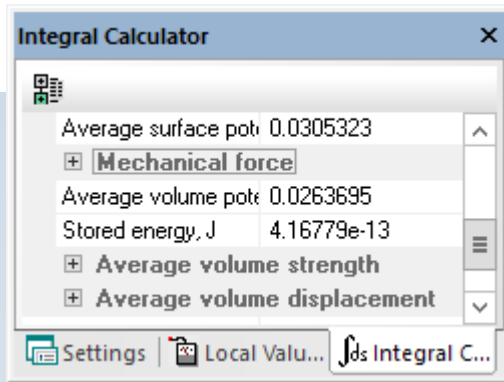 Integral Calculator
Average surface pot 0.0305323
Mechanical force
Average volume pote 0.0263695
Stored energy, J 4.16779e-13
Average volume strength
Average volume displacement
Settings Local Valu... ∫ds Integral C...